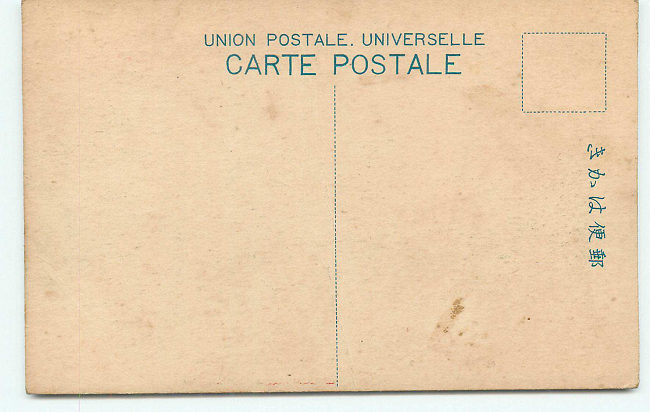 UNION POSTALE. UNIVERSELLE
CARTE POSTALE
きかは便郵